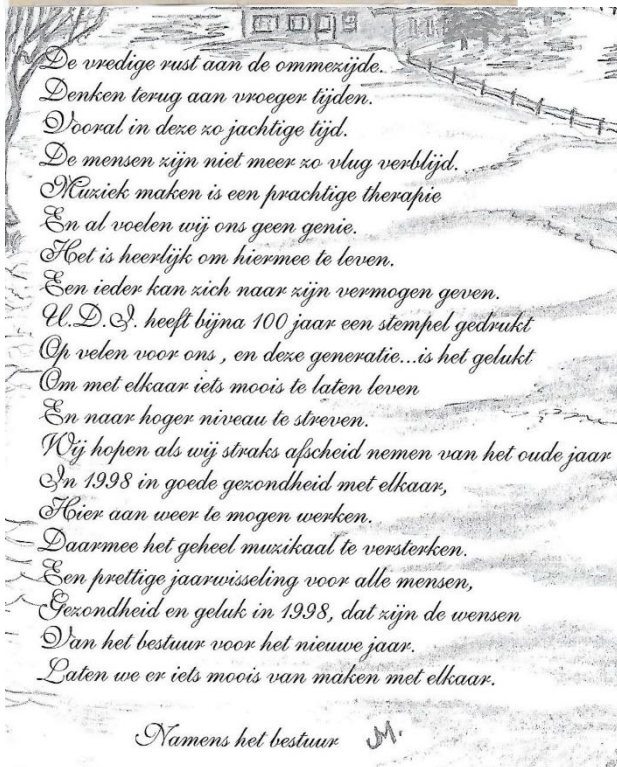 De vredige rust aan de ommezijde.
Denken terug aan vroeger tijden.
Vooral in deze zo jachtige tijd.
De mensen zijn niet meer zo vlug verblijd.
Muziek maken is een prachtige therapie
En al voelen wij ons geen genie.
Het is heerlijk om hiermee te leven.
Een ieder kan zich naar zijn vermogen geven.
U.D.I. heeft bijna 100 jaar een stempel gedrukt
Op velen voor ons , en deze generatie...is het gelukt
Om met elkaar iets moois te laten leven
En naar hoger niveau te streven.
Wij hopen als wij straks afscheid nemen van het oude jaar
In 1998 in goede gezondheid met elkaar,
Hier aan weer te mogen werken.
Daarmee het geheel muzikaal te versterken.
Een prettige jaarwisseling voor alle mensen,
Gezondheid en geluk in 1998, dat zijn de wensen
Van het bestuur voor het nieuwe jaar.
Laten we er iets moois van maken met elkaar.
Namens het bestuur M.